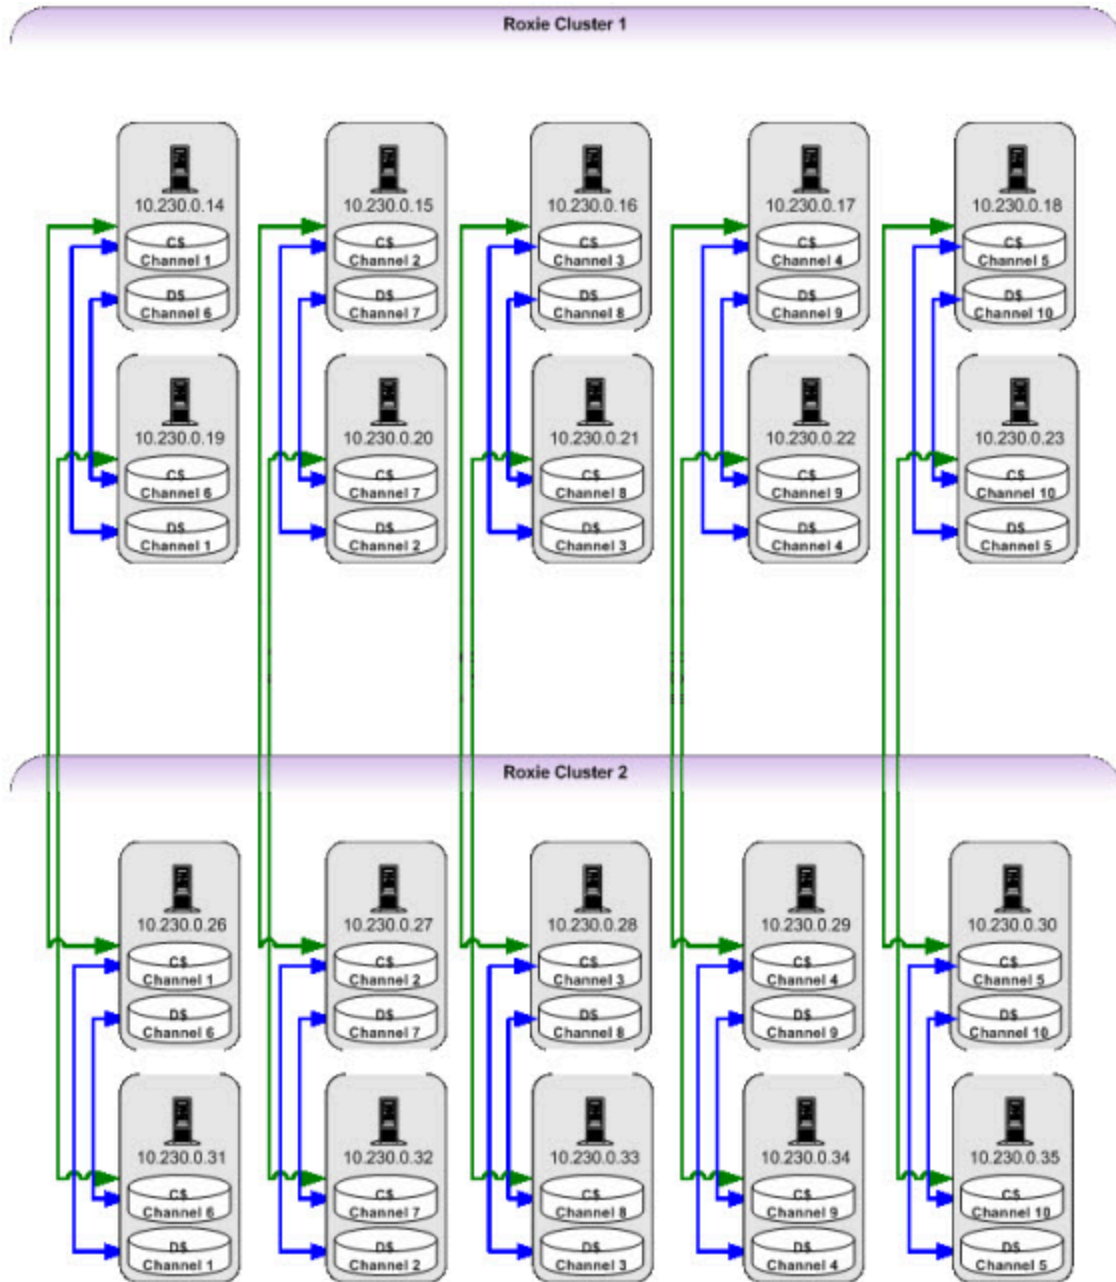 Roxie Cluster 1
10.230.0.14 10.230.0.15 10.230.0.16 10.230.0.17 10.230.0.18
C$ C$ C$ C$ C$
Channel 1 Channel 2 Channel 3 Channel 4 Channel 5
D$ D$ D$ D$ D$
Channel 6 Channel 7 Channel 8 Channel 9 Channel 10
10.230.0.19 10.230.0.20 10.230.0.21 10.230.0.22 10.230.0.23
C$ C$ C$ C$ C$
Channel 6 Channel 7 Channel 8 Channel 9 Channel 10
D$ D$ D$ D$ D$
Channel 1 Channel 2 Channel 3 Channel 4 Channel 5
Roxie Cluster 2
10.230.0.26 10.230.0.27 10.230.0.28 10.230.0.29 10.230.0.30
C$ C$ C$ C$ C$
Channel 1 Channel 2 Channel 3 Channel 4 Channel 5
D$ D$ D$ D$ D$
Channel 6 Channel 7 Channel 8 Channel 9 Channel 10
10.230.0.31 10.230.0.32 10.230.0.33 10.230.0.34 10.230.0.35
C$ C$ C$ C$ C$
Channel 6 Channel 7 Channel 8 Channel 9 Channel 10
D$ D$ D$ D$ D$
Channel 1 Channel 2 Channel 3 Channel 4 Channel 5